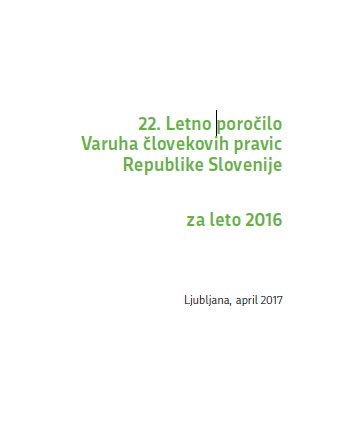 22. Letno poročilo
Varuha človekovih pravic
Republike Slovenije
za leto 2016
Ljubljana, april 2017